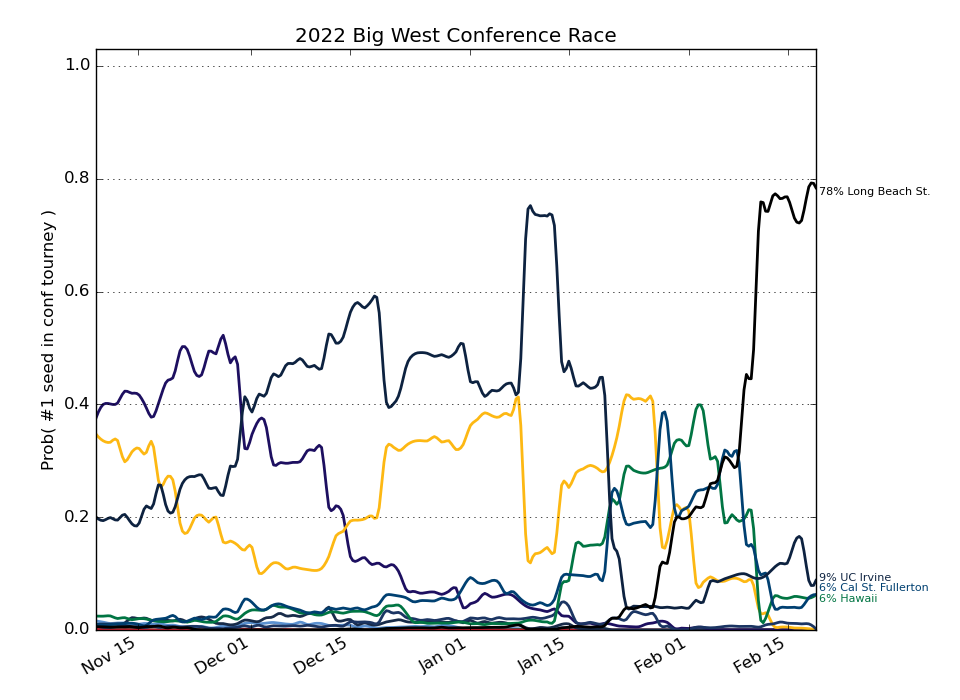 2022 Big West Conference Race
Prob( #1 seed in conf tourney )
1.0
0.8
0.6
0.4
0.2
0.0
Nov 15
Dec 01
Dec 15
Jan 01
Jan 15
Feb 01
Feb 15
78% Long Beach St.
9% UC Irvine
6% Cal St. Fullerton
6% Hawaii